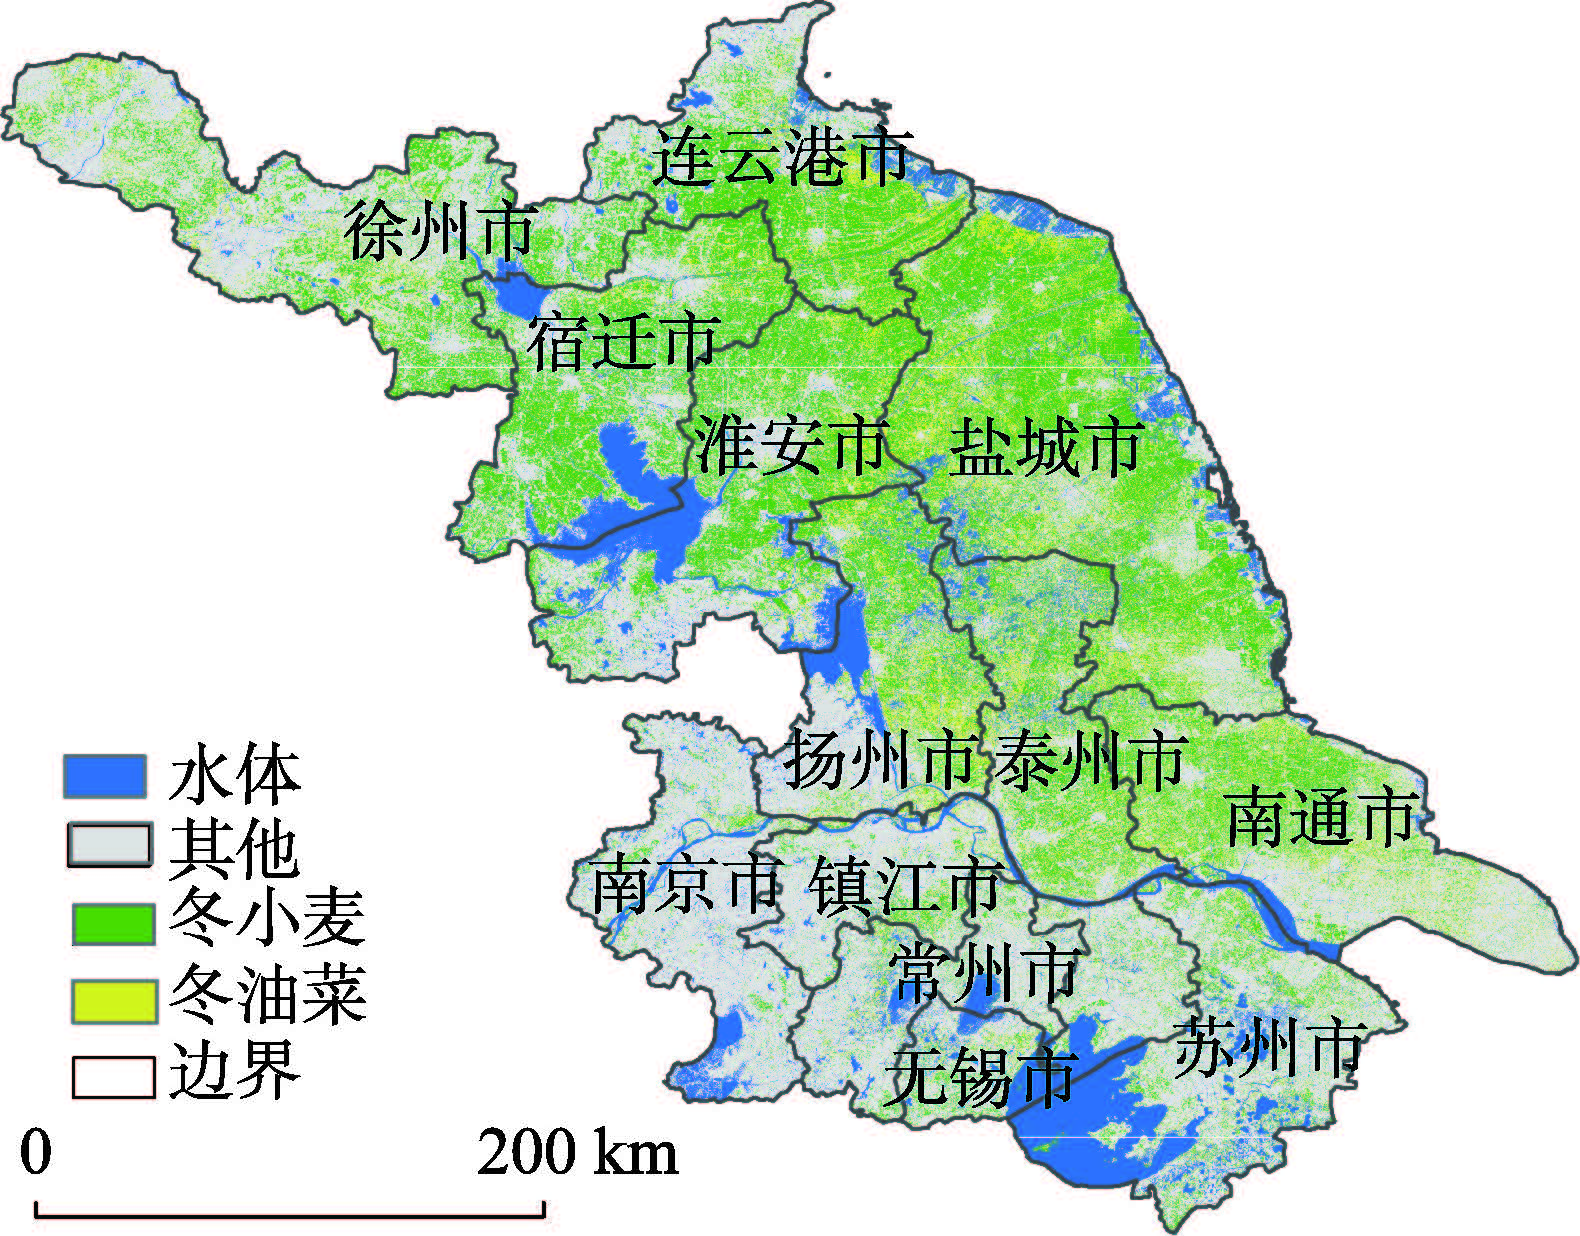 连云港市
徐州市
宿迁市
淮安市
盐城市
扬州市
泰州市
南通市
南京市
镇江市
常州市
无锡市
苏州市
水体
其他
冬小麦
冬油菜
边界
0
200 km